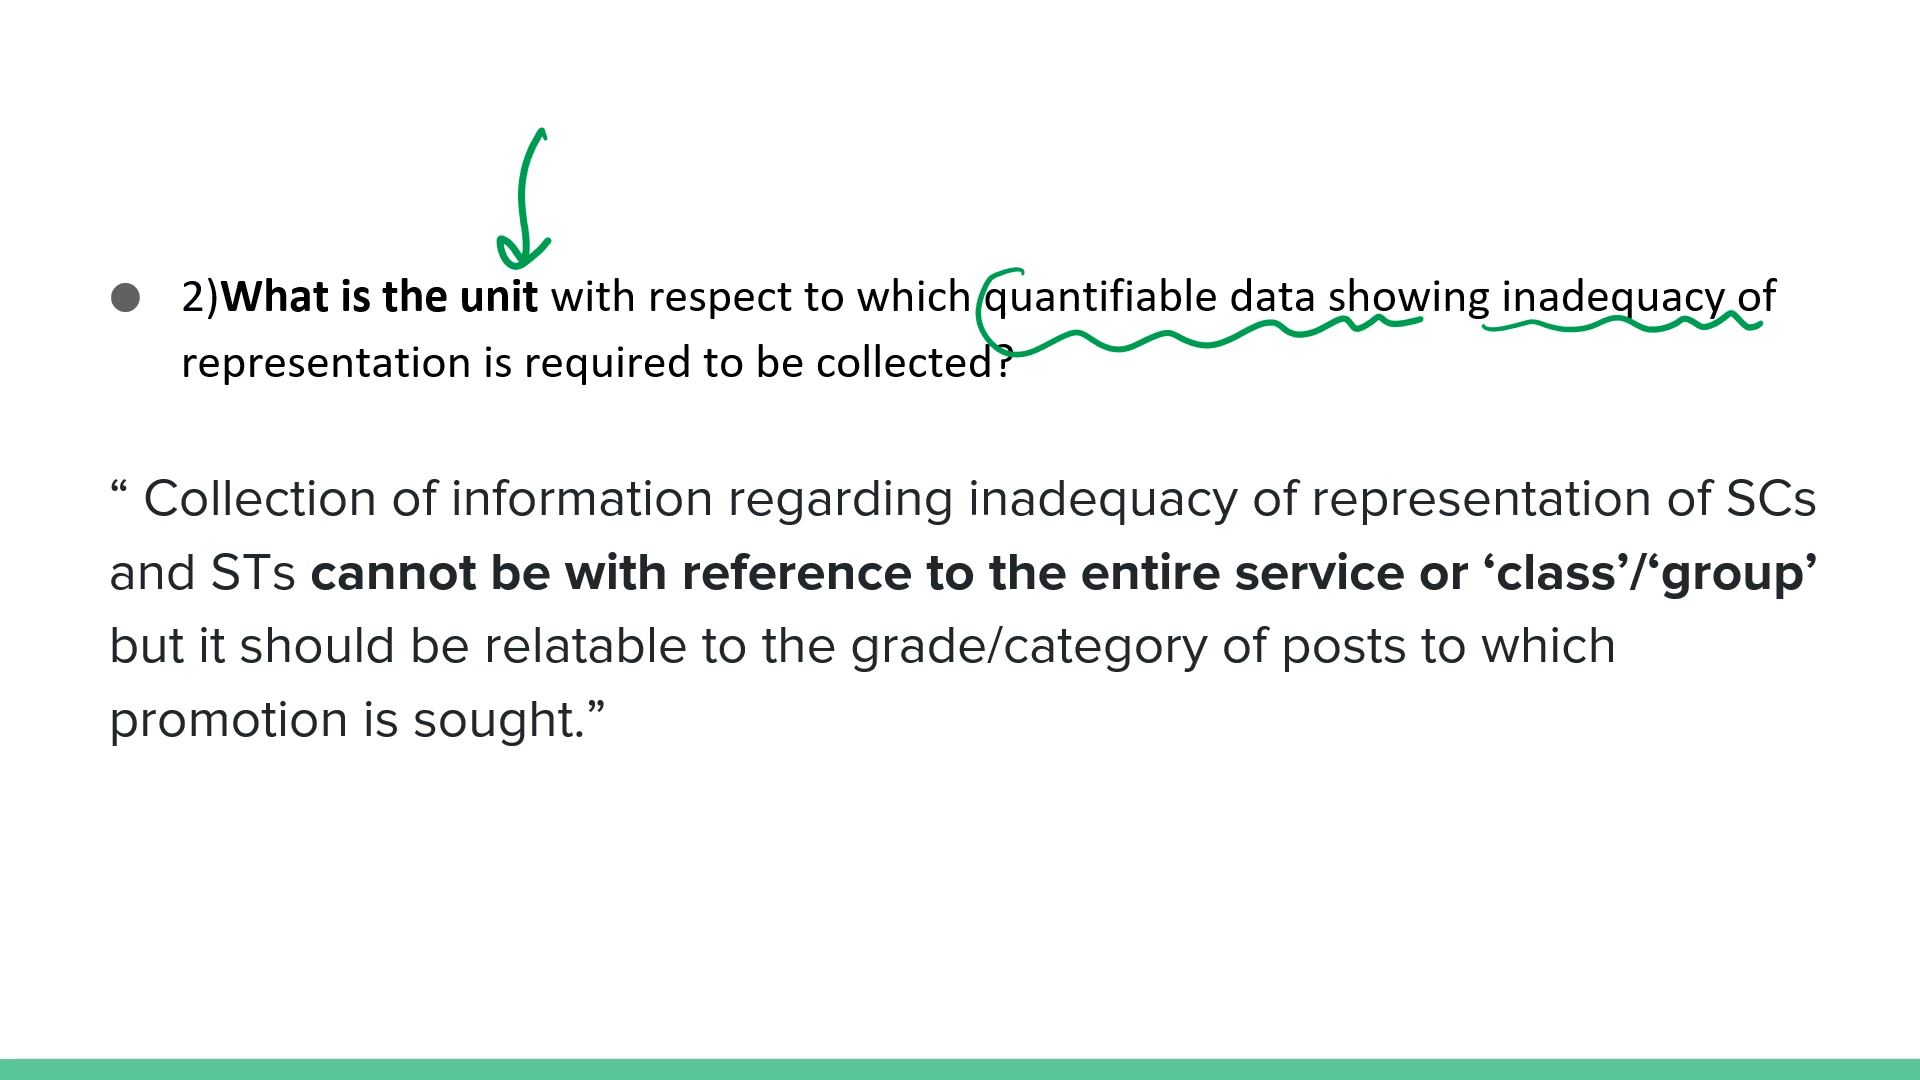 ● 2)What is the unit with respect to which quantifiable data showing inadequacy of
representation is required to be collected?
“ Collection of information regarding inadequacy of representation of SCs
and STs cannot be with reference to the entire service or ‘class’/‘group’
but it should be relatable to the grade/category of posts to which
promotion is sought.”